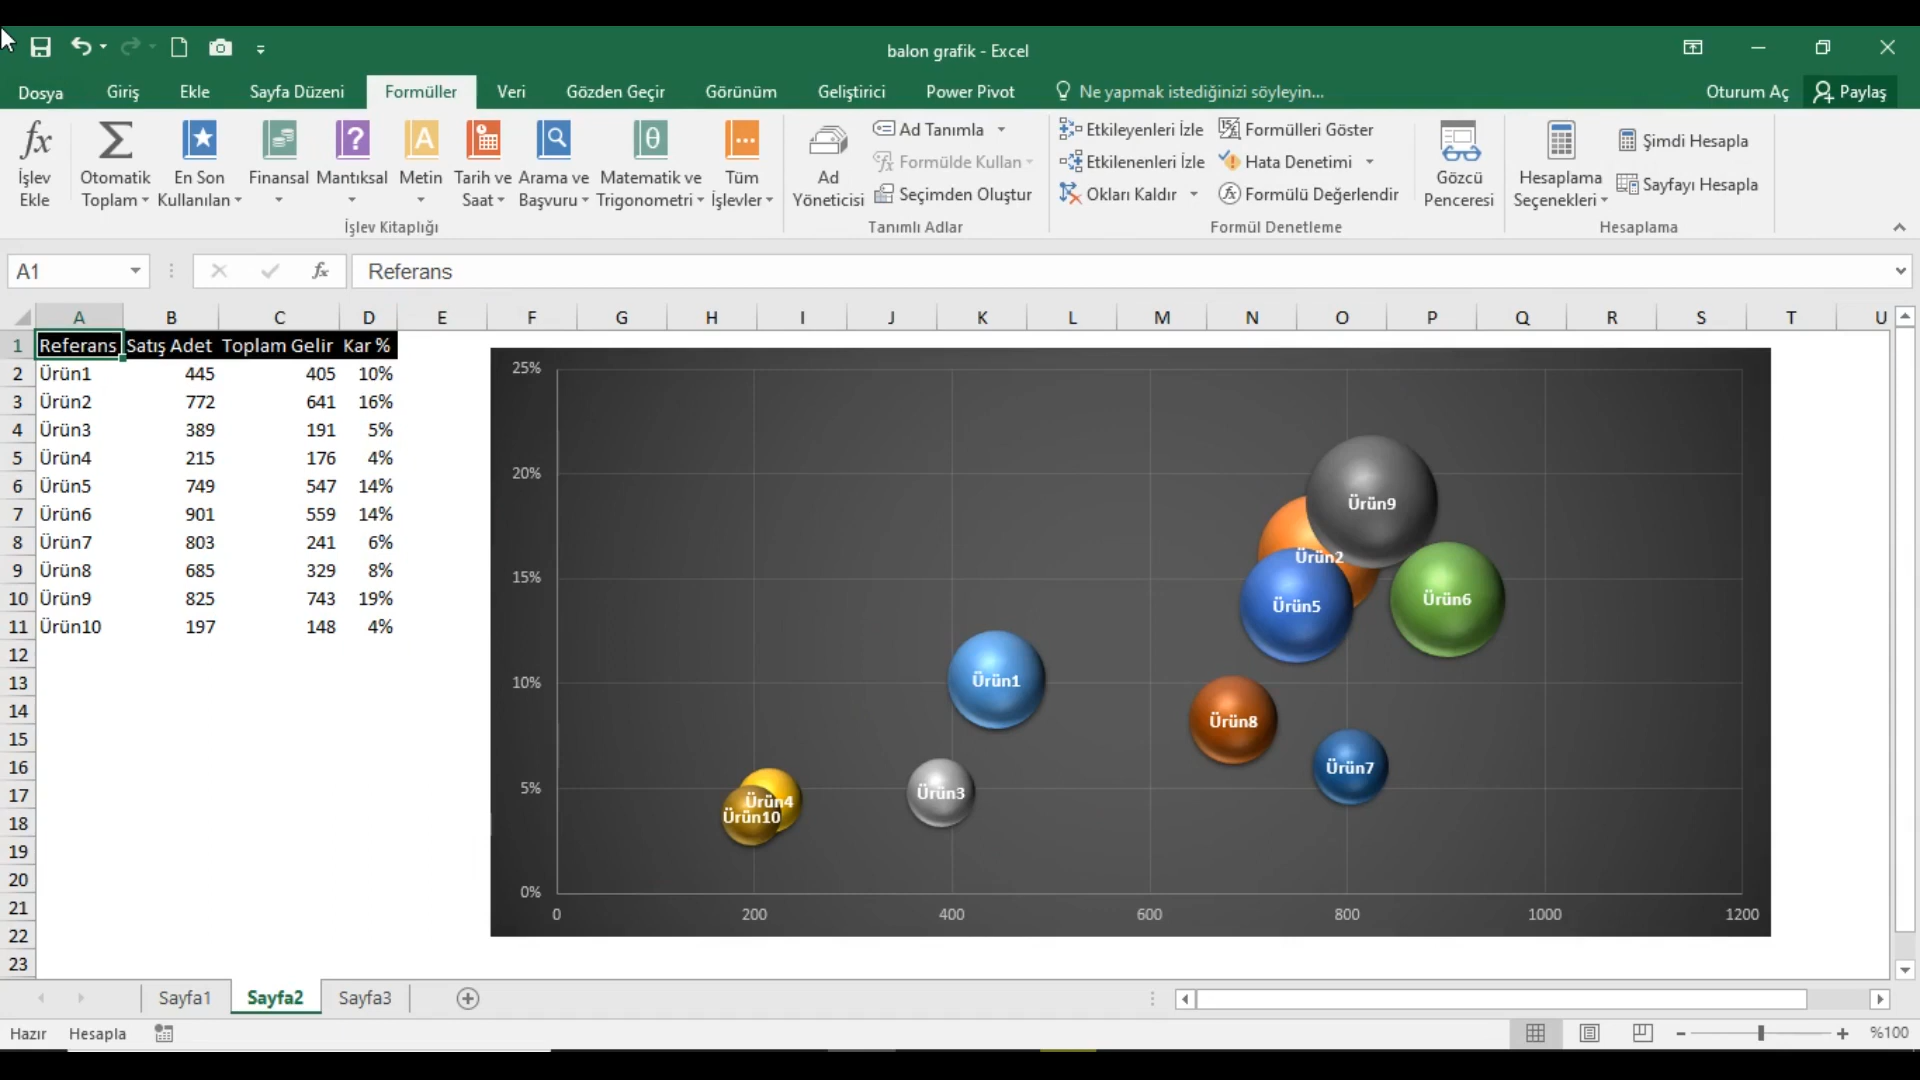 balon grafik - Excel
Dosya Giriş Ekle Sayfa Düzeni Formüller Veri Gözden Geçir Görünüm Geliştirici Power Pivot Ne yapmak istediğinizi söyleyin... Oturum Aç Paylaş
fx İşlev Ekle
Σ Otomatik Toplam
En Son Kullanılan
Finansal
? Mantıksal
A Metin
Tarih ve Saat
Arama ve Başvuru
θ Matematik ve Trigonometri
... Tüm İşlevler
İşlev Kitaplığı
Ad Yöneticisi
Ad Tanımla
Formülde Kullan
Seçimden Oluştur
Tanımlı Adlar
Etkileyenleri İzle
Etkilenenleri İzle
Okları Kaldır
Formülleri Göster
Hata Denetimi
Formülü Değerlendir
Formül Denetleme
Gözcü Penceresi
Hesaplama Seçenekleri
Şimdi Hesapla
Sayfayı Hesapla
Hesaplama
A1 fx Referans
A B C D E F G H I J K L M N O P Q R S T U
1 Referans Satış Adet Toplam Gelir Kar %
2 Ürün1 445 405 10%
3 Ürün2 772 641 16%
4 Ürün3 389 191 5%
5 Ürün4 215 176 4%
6 Ürün5 749 547 14%
7 Ürün6 901 559 14%
8 Ürün7 803 241 6%
9 Ürün8 685 329 8%
10 Ürün9 825 743 19%
11 Ürün10 197 148 4%
12
13
14
15
16
17
18
19
20
21
22
23
25%
20%
15%
10%
5%
0%
Ürün9
Ürün2
Ürün5
Ürün6
Ürün1
Ürün8
Ürün7
Ürün3
Ürün4
Ürün10
0 200 400 600 800 1000 1200
Sayfa1 Sayfa2 Sayfa3
Hazır Hesapla %100